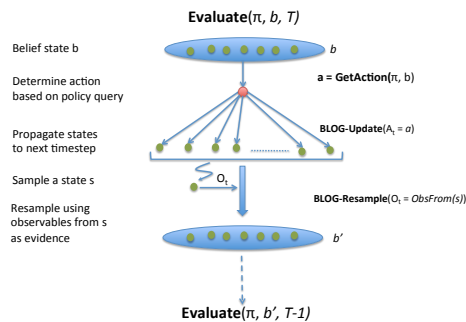 Evaluate(π, b, T)
Belief state b
b
Determine action
based on policy query
a = GetAction(π, b)
Propagate states
to next timestep
BLOG-Update(Aₜ = a)
Sample a state s
Oₜ
Resample using
observables from s
as evidence
BLOG-Resample(Oₜ = ObsFrom(s))
b′
Evaluate(π, b′, T-1)